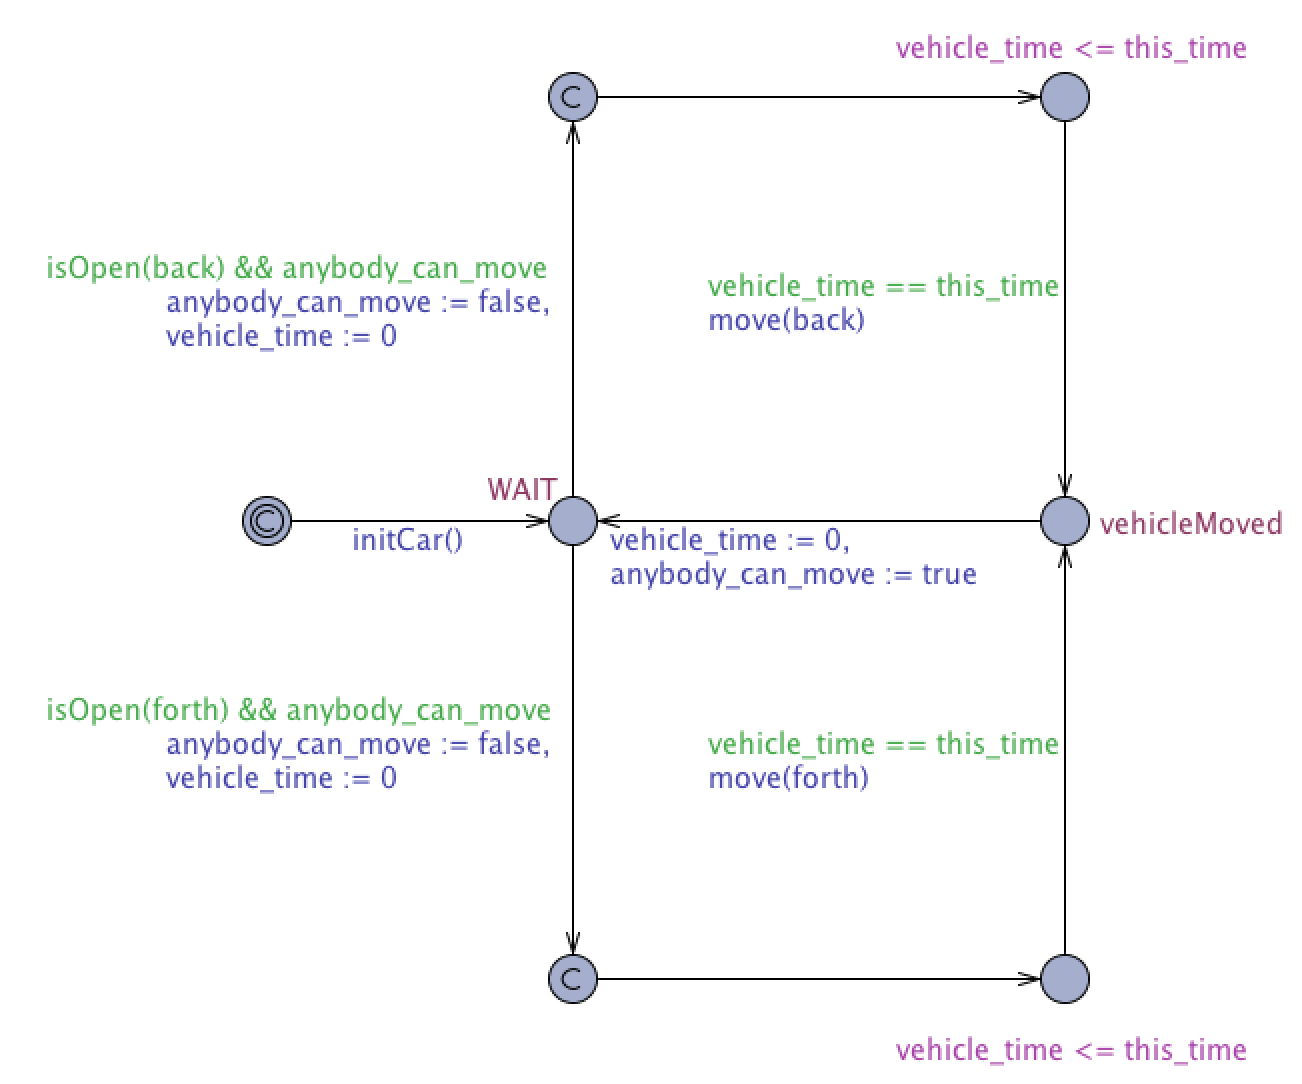 vehicle_time <= this_time
C
isOpen(back) && anybody_can_move
anybody_can_move := false,
vehicle_time := 0
vehicle_time == this_time
move(back)
WAIT
C
initCar()
vehicle_time := 0,
anybody_can_move := true
vehicleMoved
isOpen(forth) && anybody_can_move
anybody_can_move := false,
vehicle_time := 0
vehicle_time == this_time
move(forth)
C
vehicle_time <= this_time